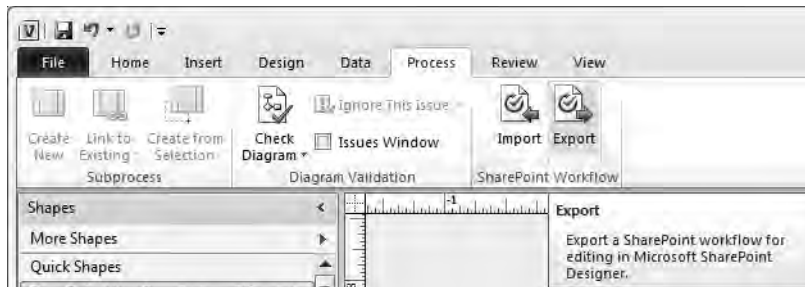 V
File Home Insert Design Data Process Review View
Create New
Link to Existing
Create from Selection
Check Diagram
Ignore This Issue
Issues Window
Import
Export
Subprocess
Diagram Validation
SharePoint Workflow
Shapes
More Shapes
Quick Shapes
-1
8
Export
Export a SharePoint workflow for
editing in Microsoft SharePoint
Designer.